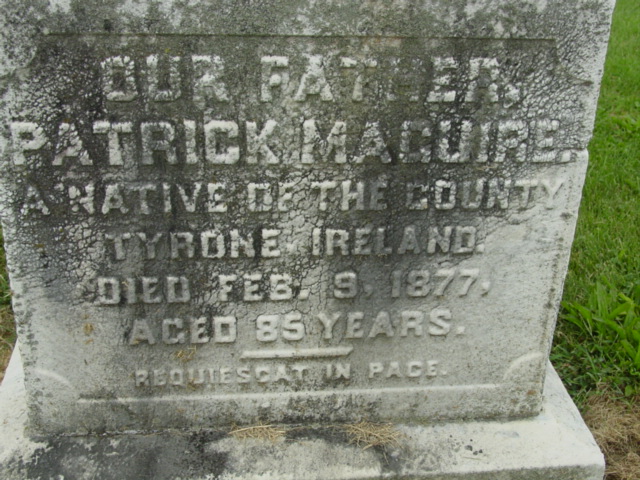 OUR FATHER,
PATRICK MAGUIRE.
A NATIVE OF THE COUNTY
TYRONE, IRELAND.
DIED FEB. 9, 1877,
AGED 85 YEARS.
REQUIESCAT IN PACE.